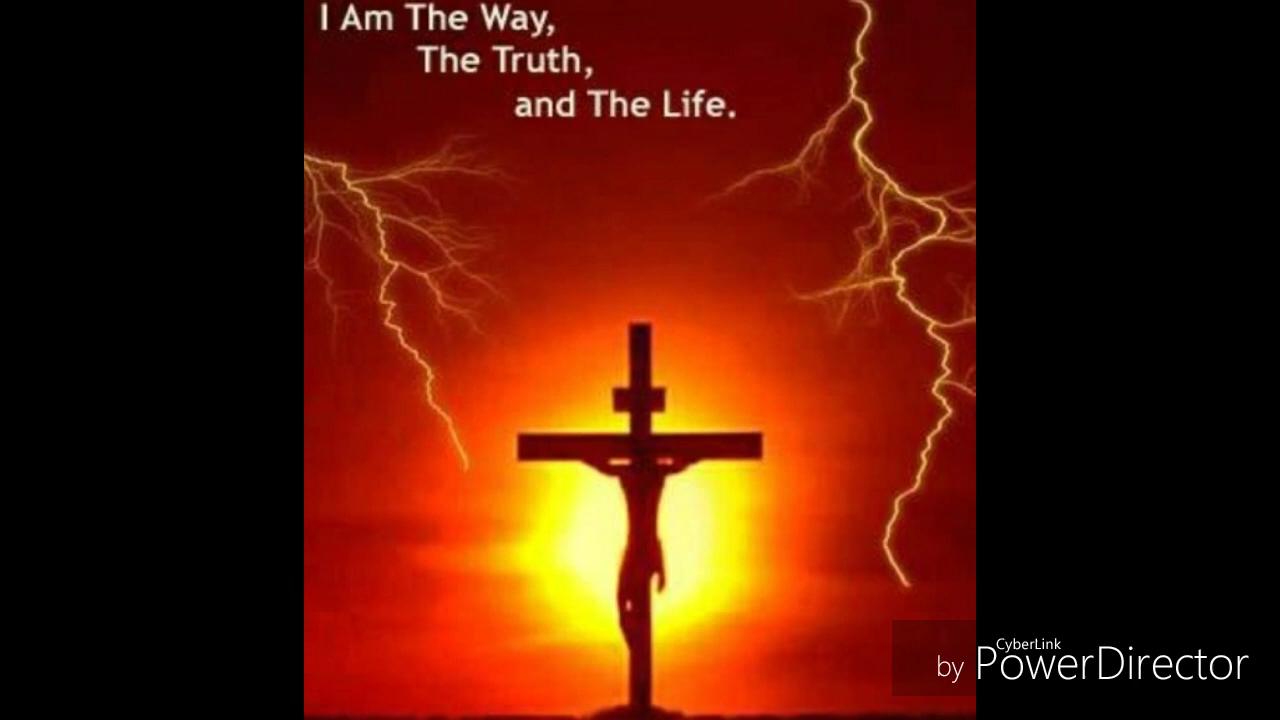 I Am The Way,
The Truth,
and The Life.
CyberLink
by PowerDirector